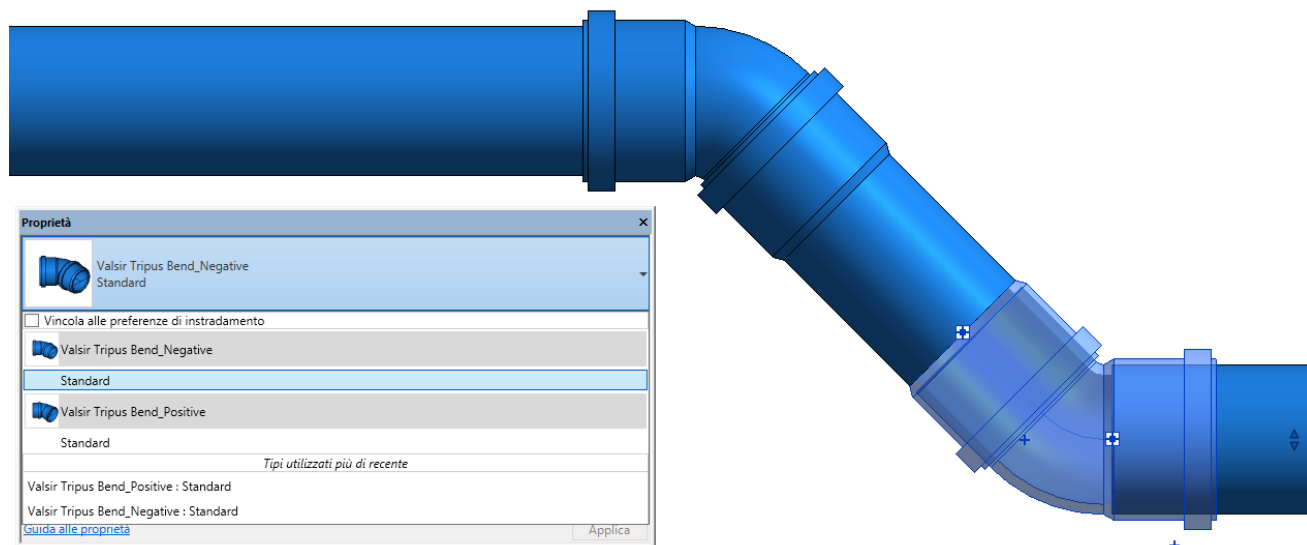 Proprietà
Valsir Tripus Bend_Negative
Standard
Vincola alle preferenze di instradamento
Valsir Tripus Bend_Negative
Standard
Valsir Tripus Bend_Positive
Standard
Tipi utilizzati più di recente
Valsir Tripus Bend_Positive : Standard
Valsir Tripus Bend_Negative : Standard
Guida alle proprietà
Applica